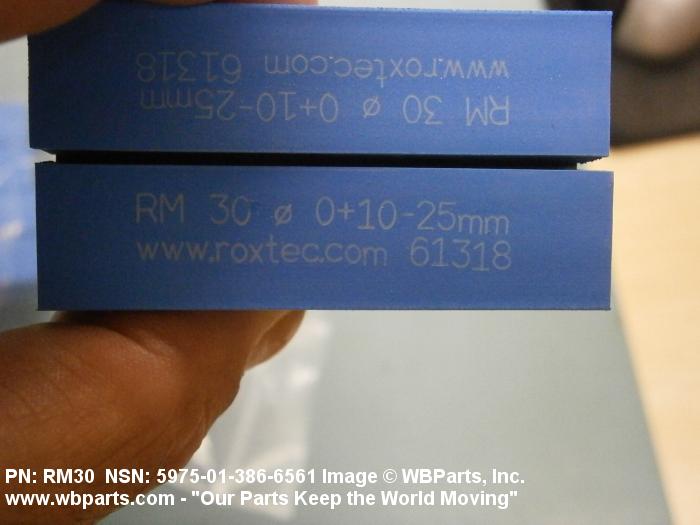 www.roxtec.com 61318
RM 30 ø 0+10-25mm
RM 30 ø 0+10-25mm
www.roxtec.com 61318
PN: RM30 NSN: 5975-01-386-6561 Image © WBParts, Inc.
www.wbparts.com - "Our Parts Keep the World Moving"